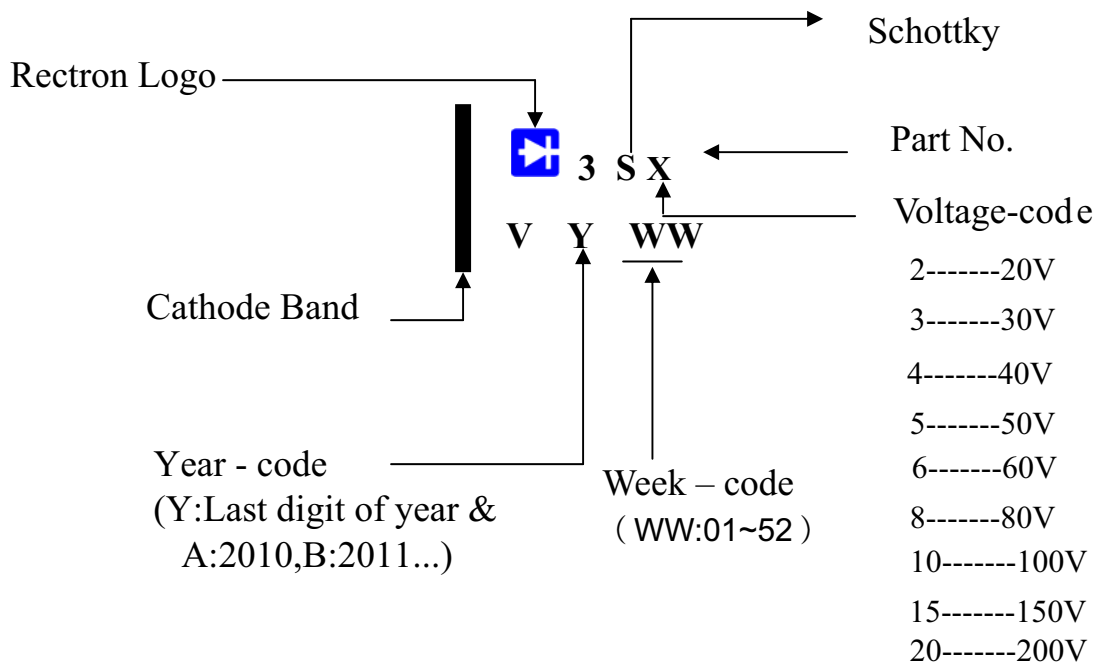 Schottky
Rectron Logo
3 S X
Part No.
Voltage-code
V Y WW
2-------20V
Cathode Band
3-------30V
4-------40V
5-------50V
Year - code
(Y:Last digit of year &
A:2010,B:2011...)
Week – code
（WW:01~52）
6-------60V
8-------80V
10-------100V
15-------150V
20-------200V